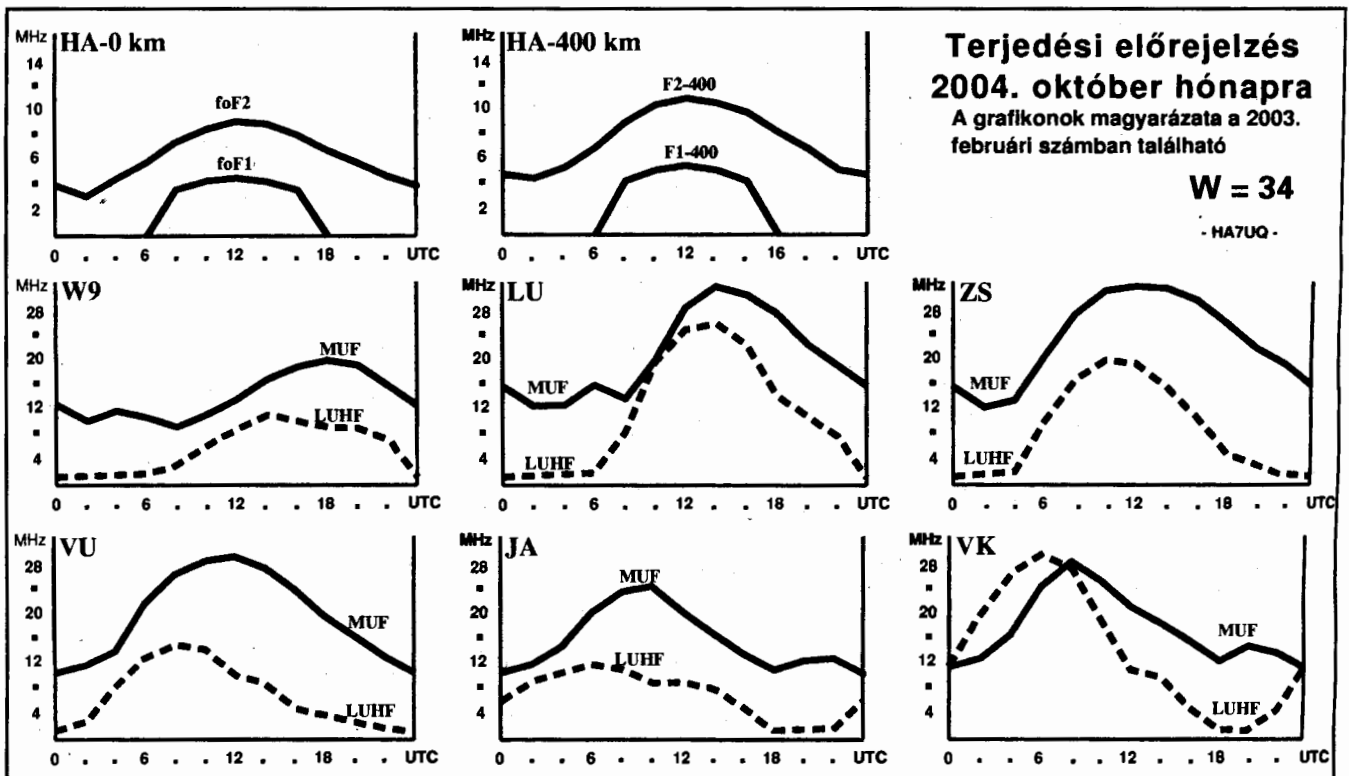 MHz HA-0 km
14
10
6
2
foF2
foF1
0 . . 6 . . 12 . . 18 . . UTC
MHz HA-400 km
14
10
6
2
F2-400
F1-400
0 . . 6 . . 12 . . 16 . . UTC
Terjedési előrejelzés
2004. október hónapra
A grafikonok magyarázata a 2003.
februári számban található
W = 34
- HA7UQ -
MHz W9
28
20
12
4
MUF
LUHF
0 . . 6 . . 12 . . 18 . . UTC
MHz LU
28
20
12
4
MUF
LUHF
0 . . 6 . . 12 . . 18 . . UTC
MHz ZS
28
20
12
4
MUF
LUHF
0 . . 6 . . 12 . . 18 . . UTC
MHz VU
28
20
12
4
MUF
LUHF
0 . . 6 . . 12 . . 18 . . UTC
MHz JA
28
20
12
4
MUF
LUHF
0 . . 6 . . 12 . . 18 . . UTC
MHz VK
28
20
12
4
MUF
LUHF
0 . . 6 . . 12 . . 18 . . UTC